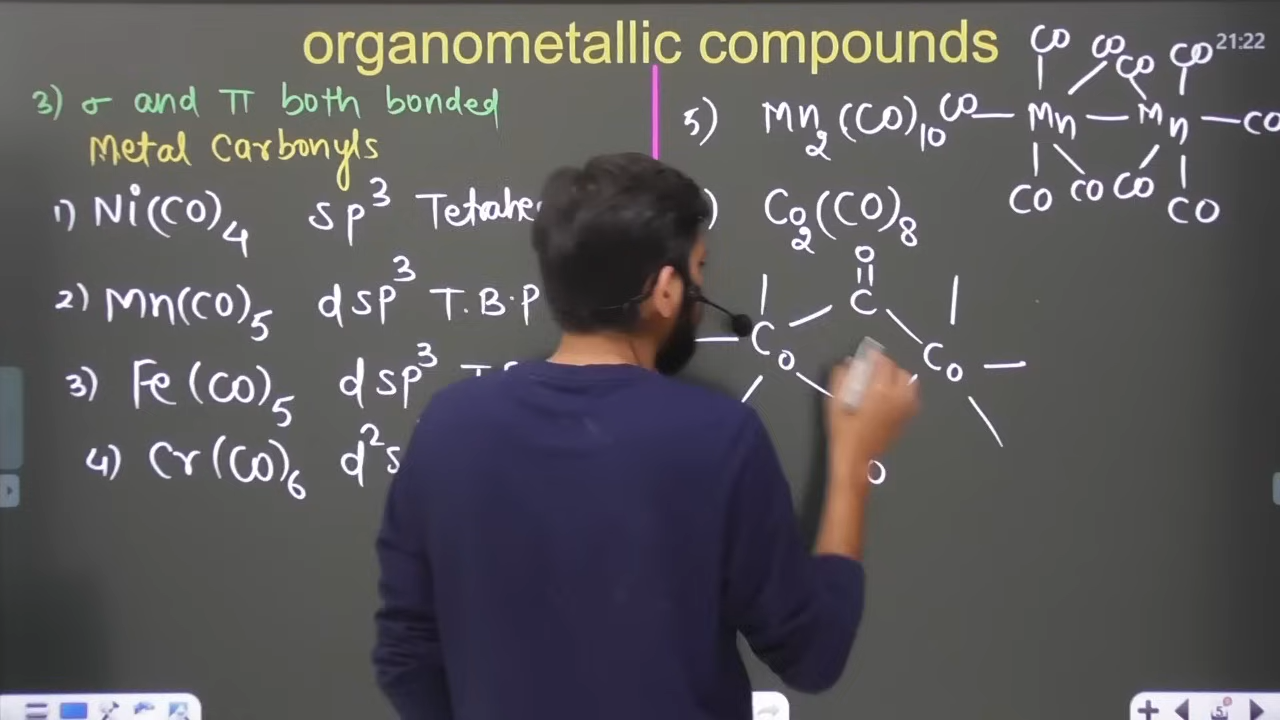 organometallic compounds
21:22
3) σ and π both bonded
Metal Carbonyls
1) Ni(CO)4 sp3
2) Mn(CO)5 dsp3 T.B.P
3) Fe(CO)5 dsp3
4) Cr(CO)6
5) Mn2(CO)10
CO CO CO CO
CO Mn Mn CO
CO CO CO CO
Co2(CO)8
O
C
Co Co
O